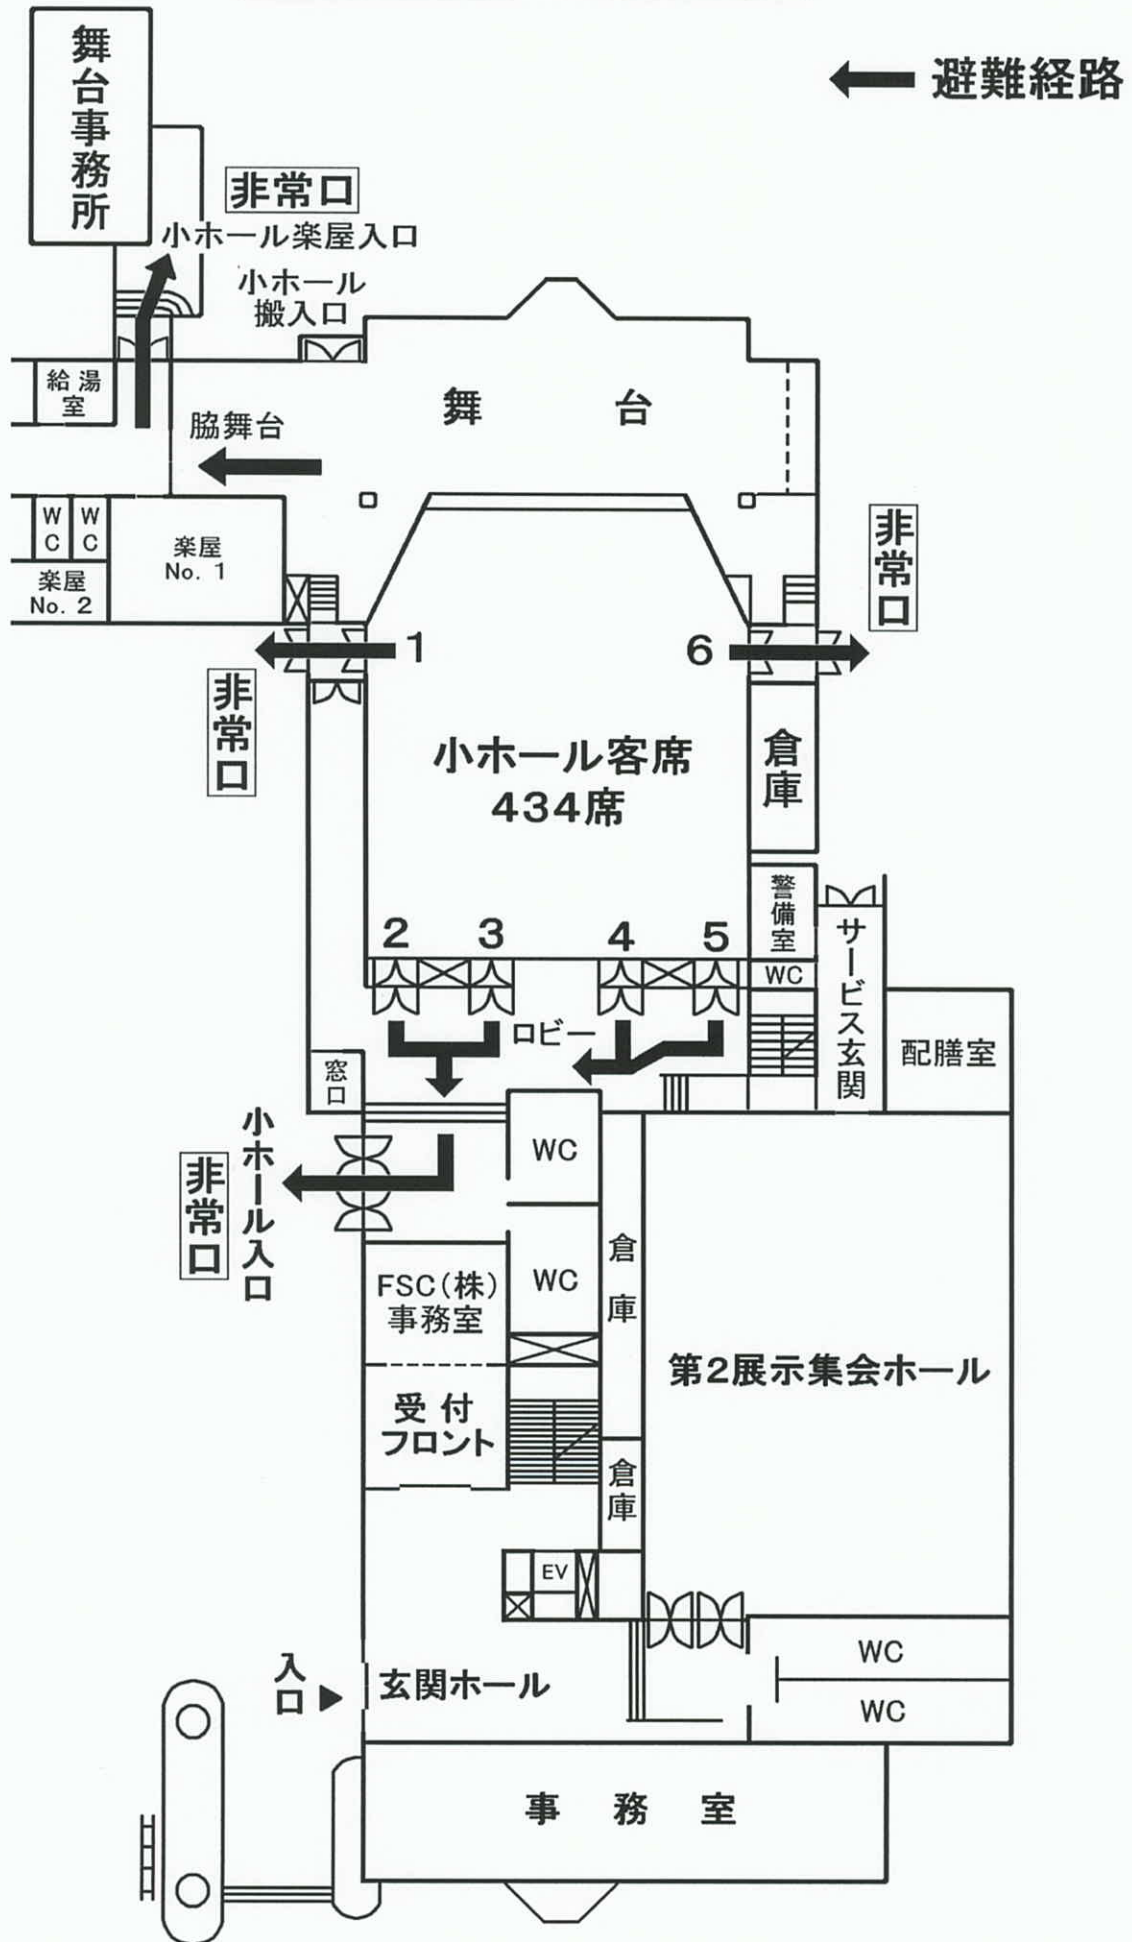 避難経路
舞台事務所
非常口
小ホール楽屋入口
小ホール
搬入口
給湯
室
脇舞台
舞台
WC
WC
楽屋
No. 1
楽屋
No. 2
非常口
1
6
非常口
小ホール客席
434席
倉庫
警備室
WC
サービス玄関
配膳室
2
3
4
5
ロビー
窓口
小ホール入口
非常口
WC
WC
倉庫
FSC(株)
事務室
受付
フロント
第2展示集会ホール
倉庫
EV
入口
玄関ホール
WC
WC
事務室